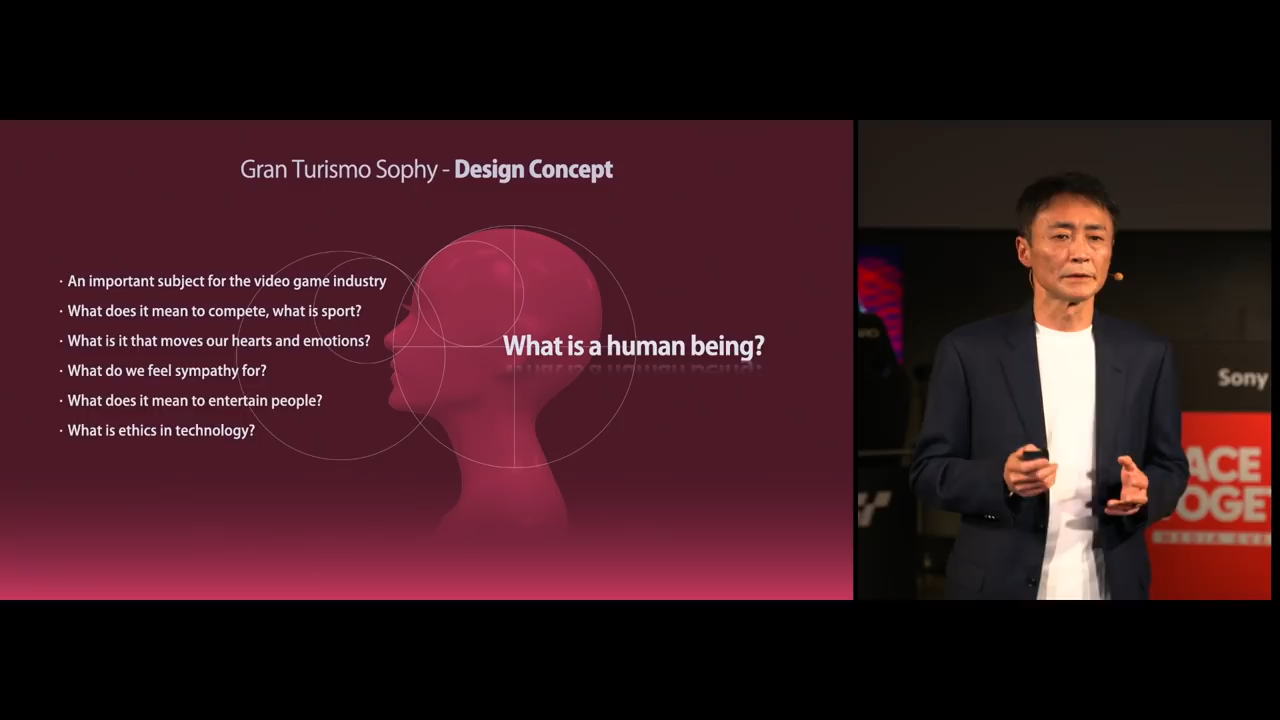 Gran Turismo Sophy - Design Concept
· An important subject for the video game industry
· What does it mean to compete, what is sport?
· What is it that moves our hearts and emotions?
· What do we feel sympathy for?
· What does it mean to entertain people?
· What is ethics in technology?
What is a human being?
Sony
ACE
OGE
MEDIA